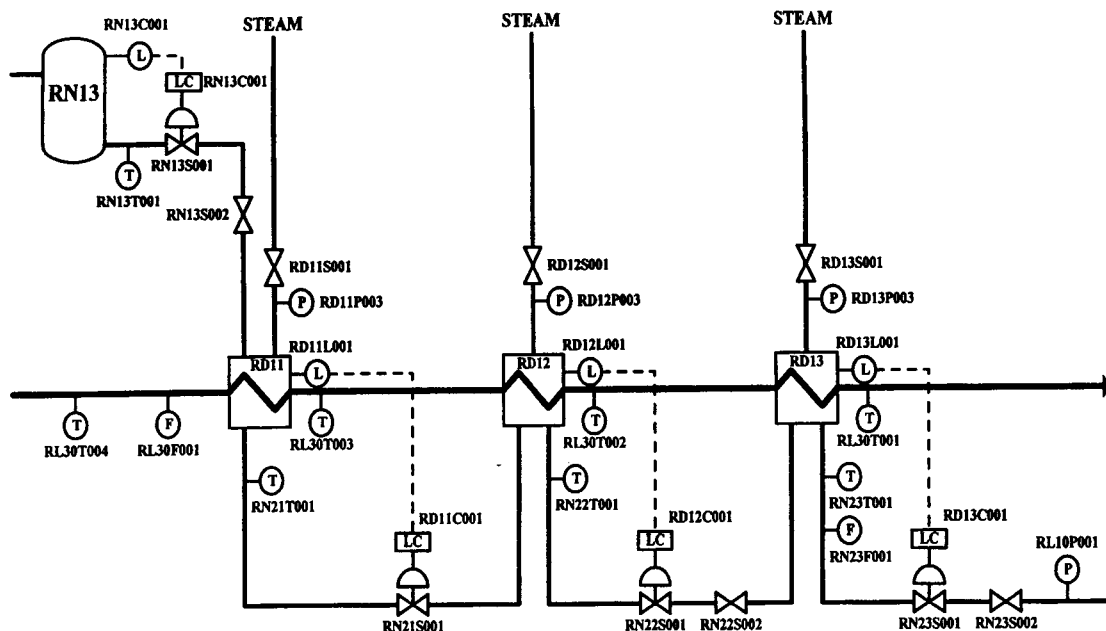 STEAM
STEAM
STEAM
RN13C001
L
LC
RN13C001
RN13
RN13S001
T
RN13T001
RN13S002
RD11S001
RD12S001
RD13S001
P
RD11P003
P
RD12P003
P
RD13P003
RD11L001
RD12L001
RD13L001
RD11
L
RD12
L
RD13
L
T
RL30T004
F
RL30F001
T
RL30T003
T
RL30T002
T
RL30T001
T
RN21T001
T
RN22T001
T
RN23T001
F
RN23F001
RD11C001
LC
RD12C001
LC
RD13C001
LC
RL10P001
P
RN21S001
RN22S001
RN22S002
RN23S001
RN23S002